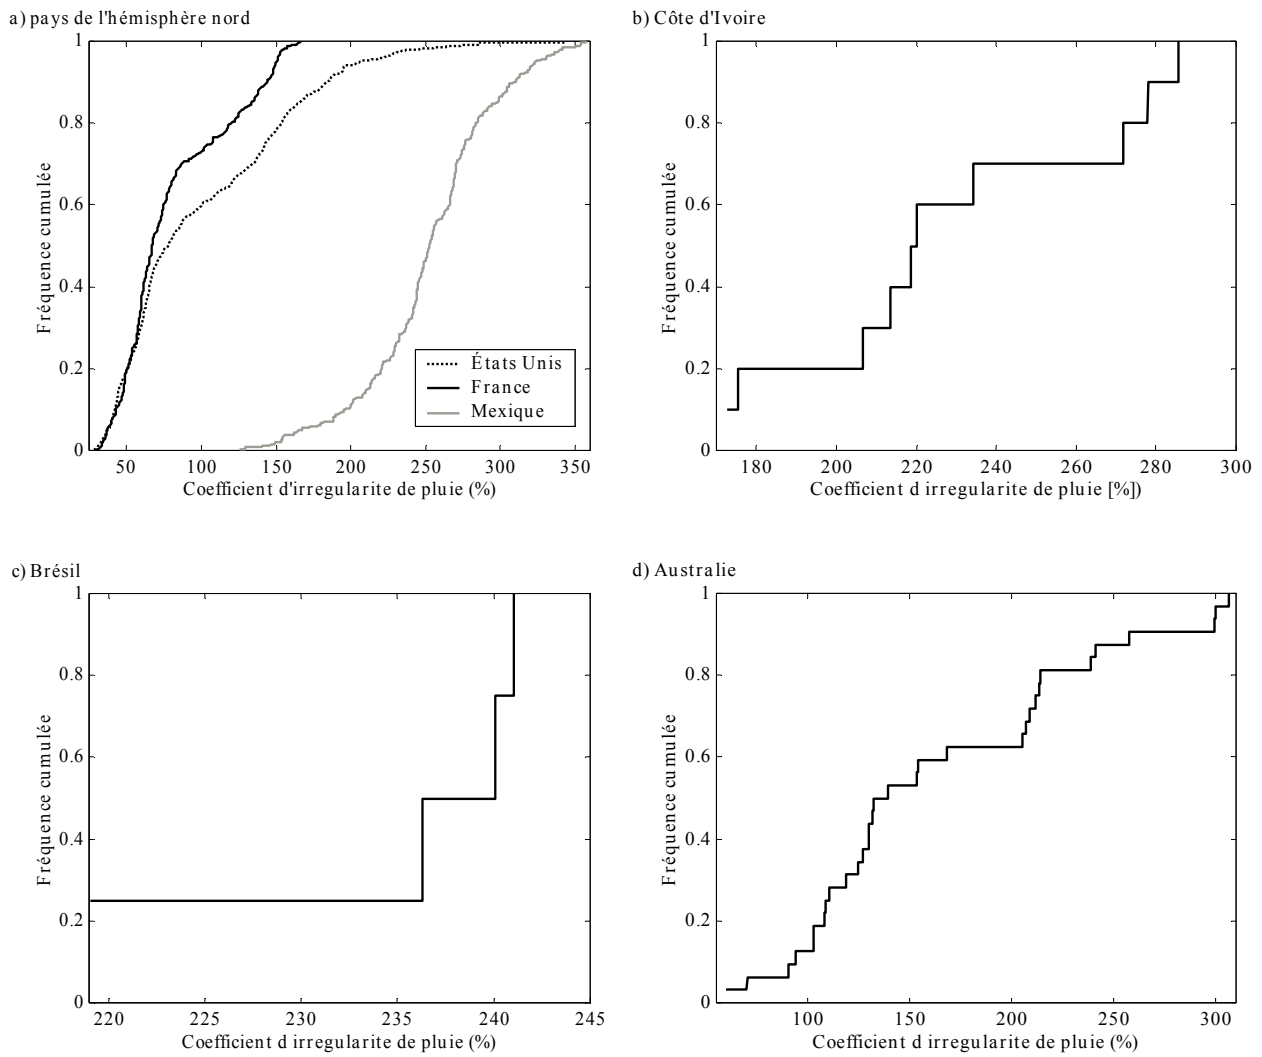 a) pays de l'hémisphère nord
Fréquence cumulée
1
0.8
0.6
0.4
0.2
0
50 100 150 200 250 300 350
Coefficient d'irregularite de pluie (%)
États Unis
France
Mexique
b) Côte d'Ivoire
Fréquence cumulée
1
0.8
0.6
0.4
0.2
0
180 200 220 240 260 280 300
Coefficient d irregularite de pluie [%])
c) Brésil
Fréquence cumulée
1
0.8
0.6
0.4
0.2
0
220 225 230 235 240 245
Coefficient d irregularite de pluie (%)
d) Australie
Fréquence cumulée
1
0.8
0.6
0.4
0.2
0
100 150 200 250 300
Coefficient d irregularite de pluie (%)